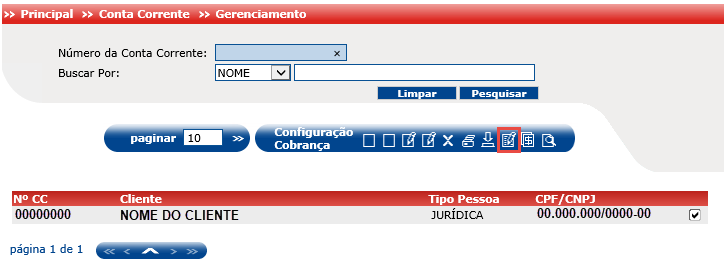 >> Principal >> Conta Corrente >> Gerenciamento
Número da Conta Corrente: ×
Buscar Por: NOME
Limpar Pesquisar
paginar 10 >> Configuração Cobrança
Nº CC Cliente Tipo Pessoa CPF/CNPJ
00000000 NOME DO CLIENTE JURÍDICA 00.000.000/0000-00
página 1 de 1 << < > >>